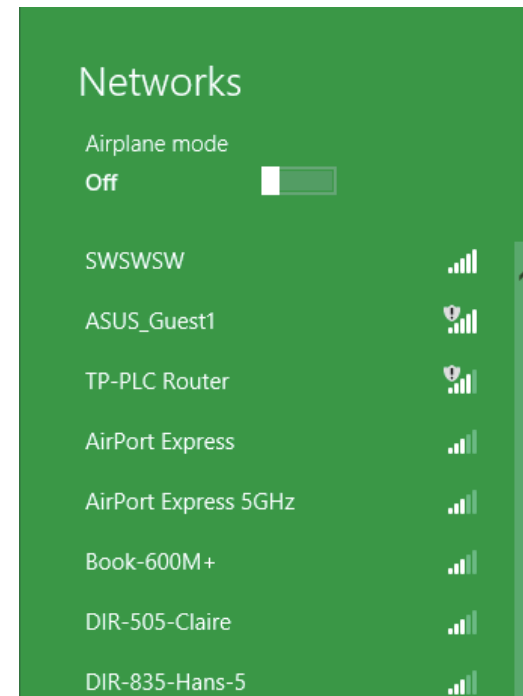 Networks
Airplane mode
Off
SWSWSW
ASUS_Guest1
TP-PLC Router
AirPort Express
AirPort Express 5GHz
Book-600M+
DIR-505-Claire
DIR-835-Hans-5